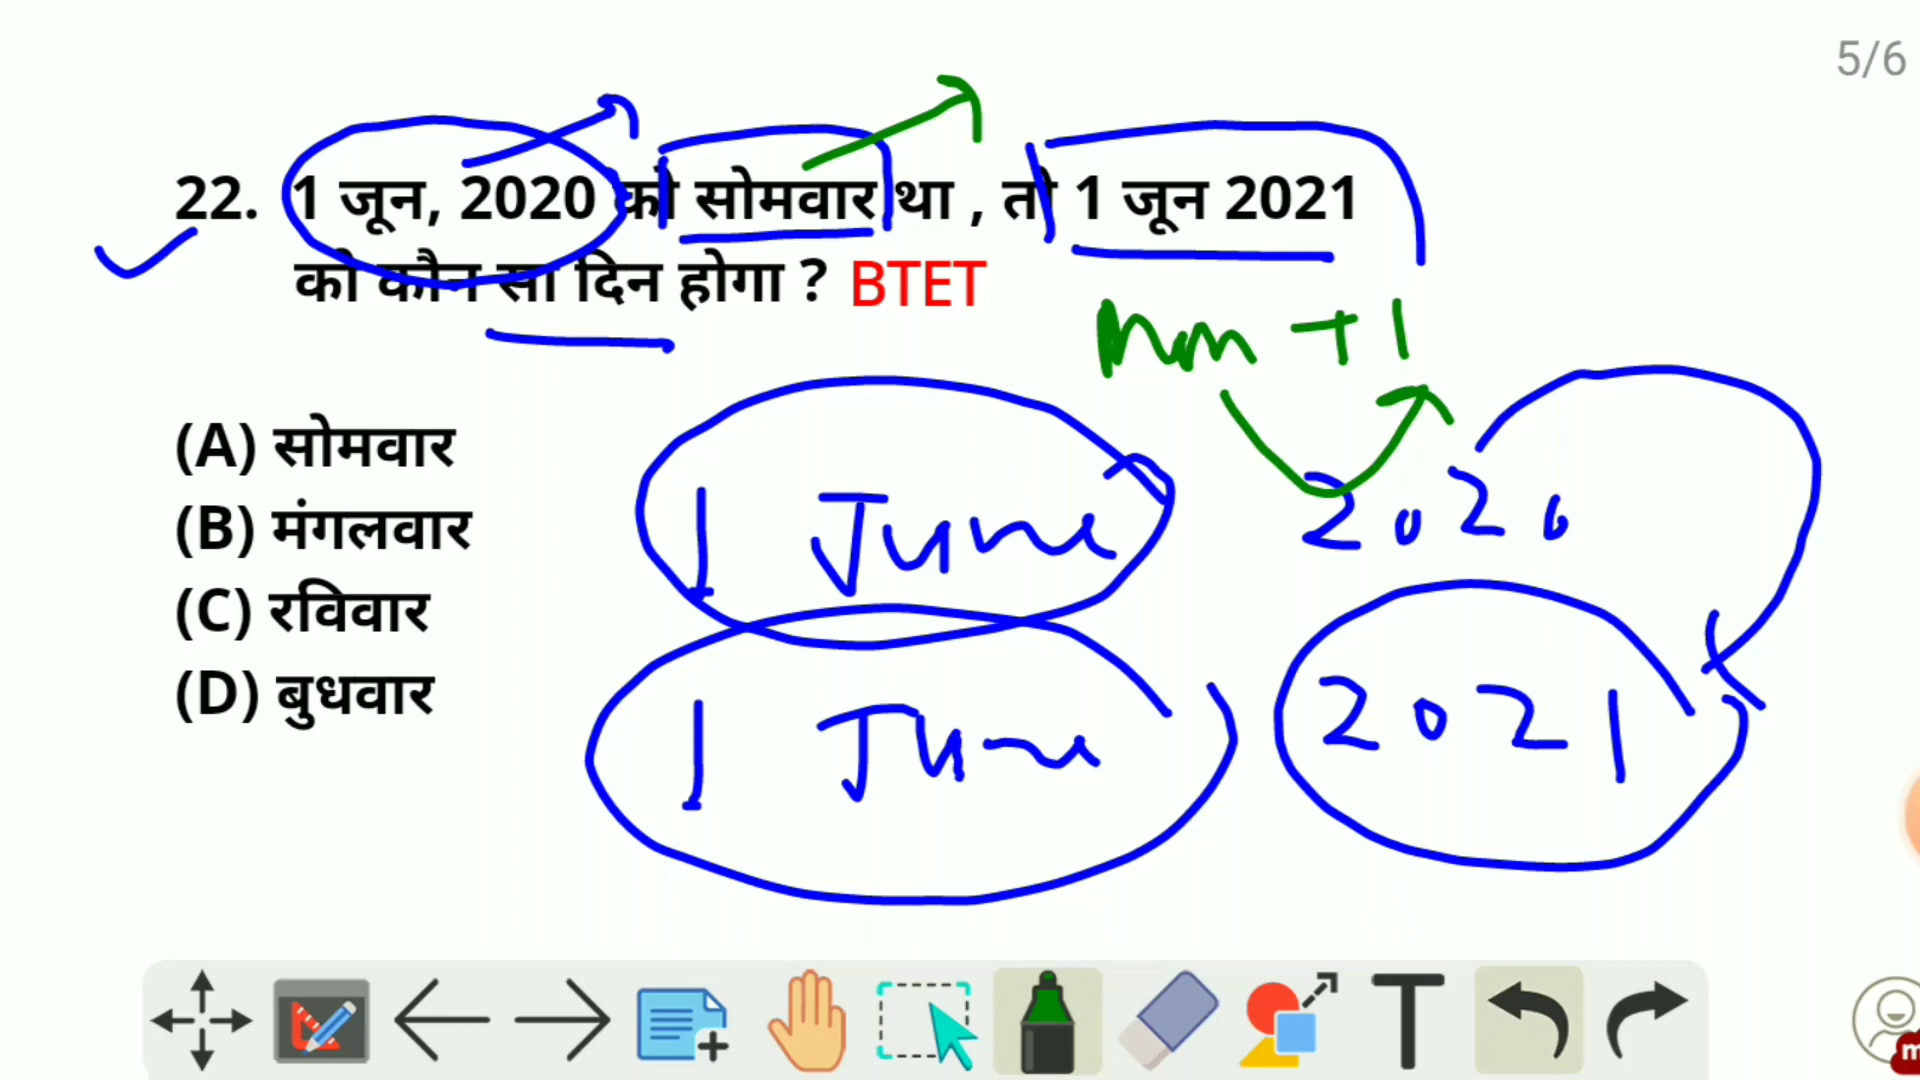 5/6
22. 1 जून, 2020 को सोमवार था , तो 1 जून 2021
को कौन सा दिन होगा ? BTET
+1
(A) सोमवार
(B) मंगलवार
(C) रविवार
(D) बुधवार
1 June 2020
1 June 2021
T
m